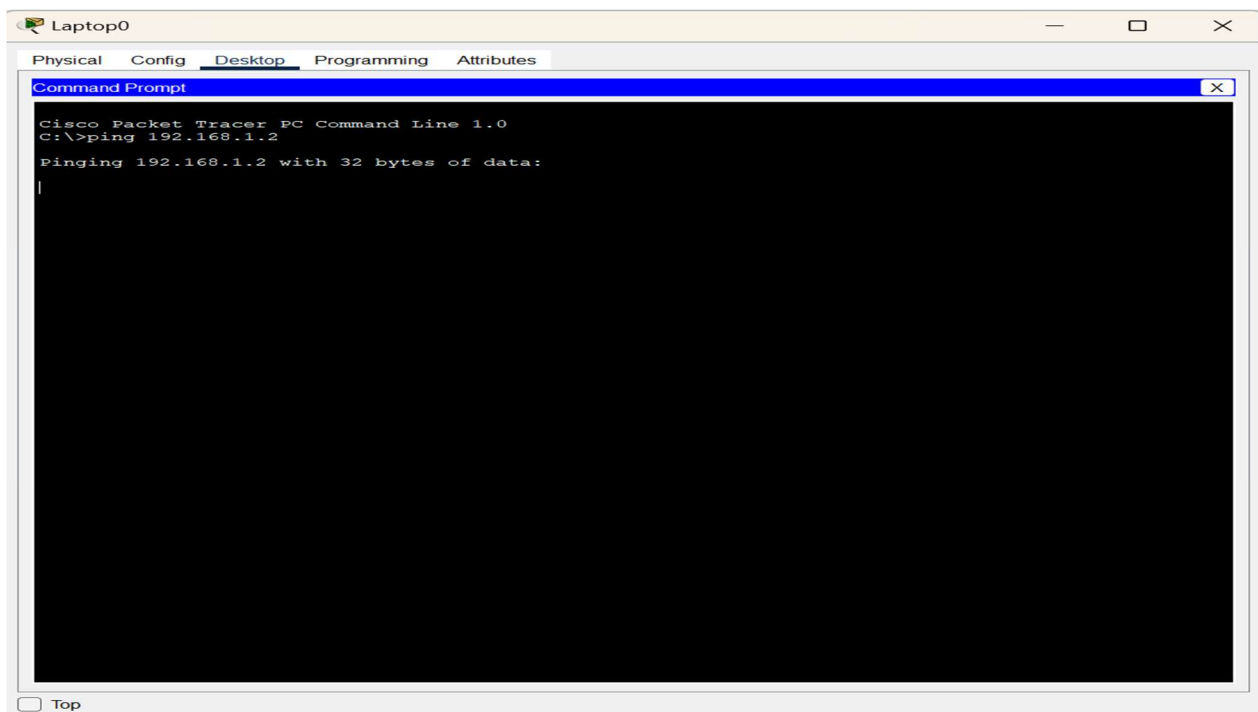 Laptop0
Physical Config Desktop Programming Attributes
Command Prompt
X
Cisco Packet Tracer PC Command Line 1.0
C:\>ping 192.168.1.2
Pinging 192.168.1.2 with 32 bytes of data:
Top